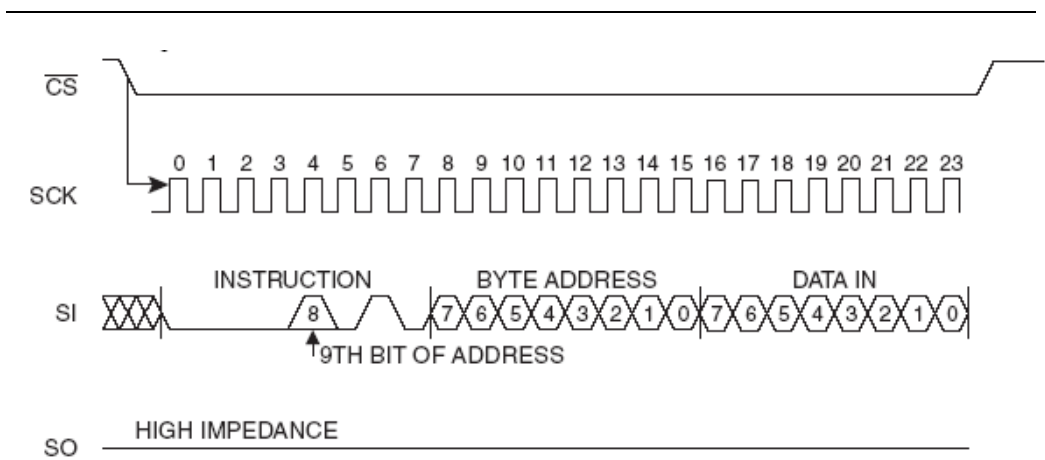 CS
0 1 2 3 4 5 6 7 8 9 10 11 12 13 14 15 16 17 18 19 20 21 22 23
SCK
INSTRUCTION BYTE ADDRESS DATA IN
SI 8 7 6 5 4 3 2 1 0 7 6 5 4 3 2 1 0
9TH BIT OF ADDRESS
HIGH IMPEDANCE
SO